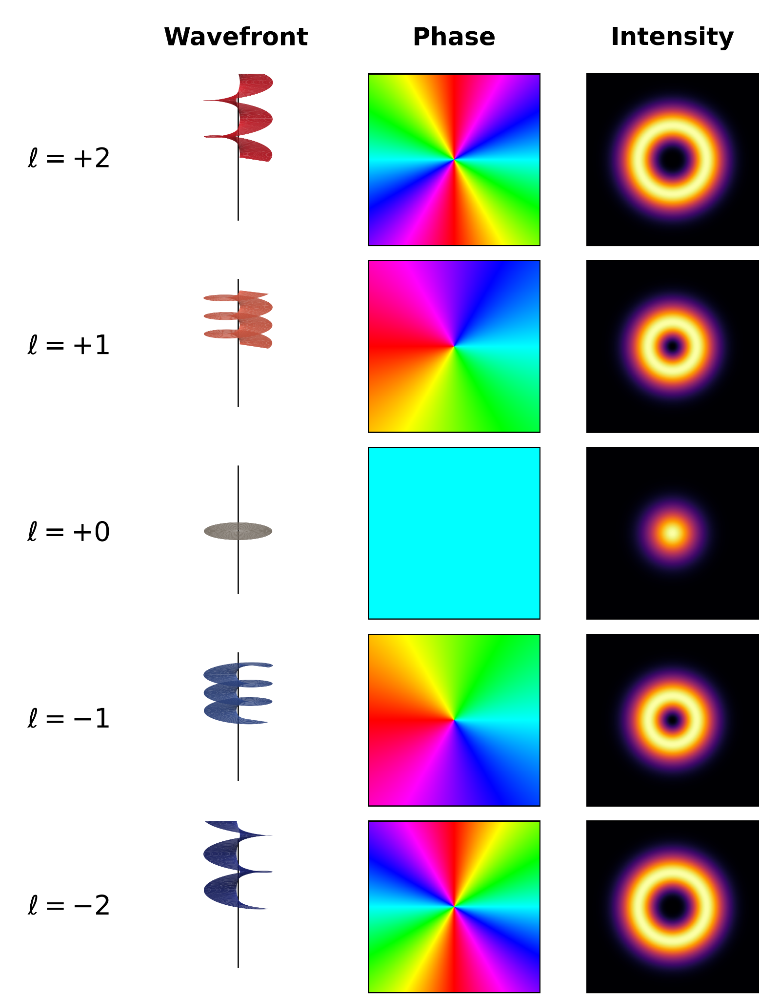 Wavefront Phase Intensity
ℓ = +2
ℓ = +1
ℓ = +0
ℓ = −1
ℓ = −2